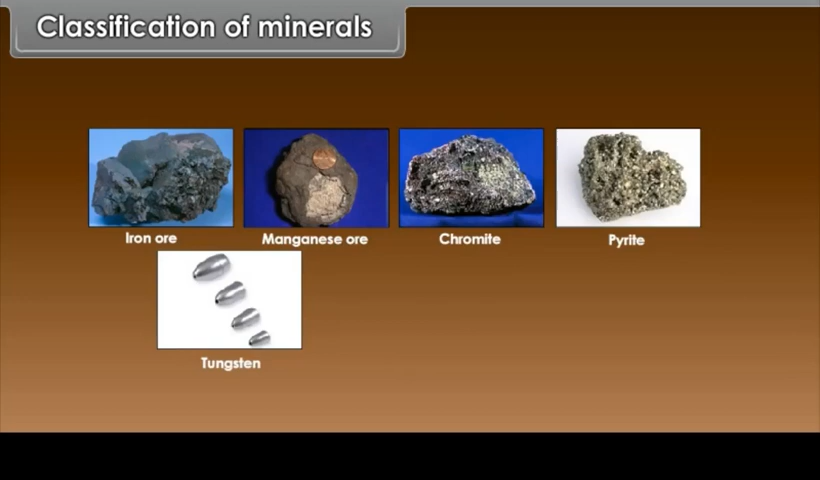 Classification of minerals
Iron ore
Manganese ore
Chromite
Pyrite
Tungsten